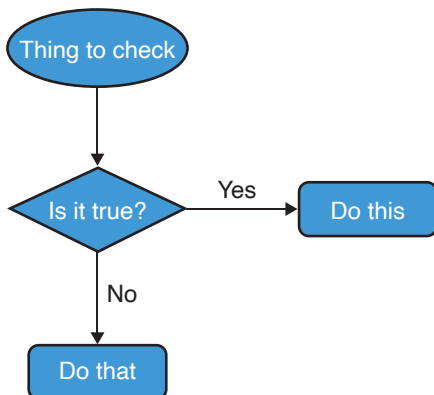 Thing to check
Is it true?
Yes
Do this
No
Do that